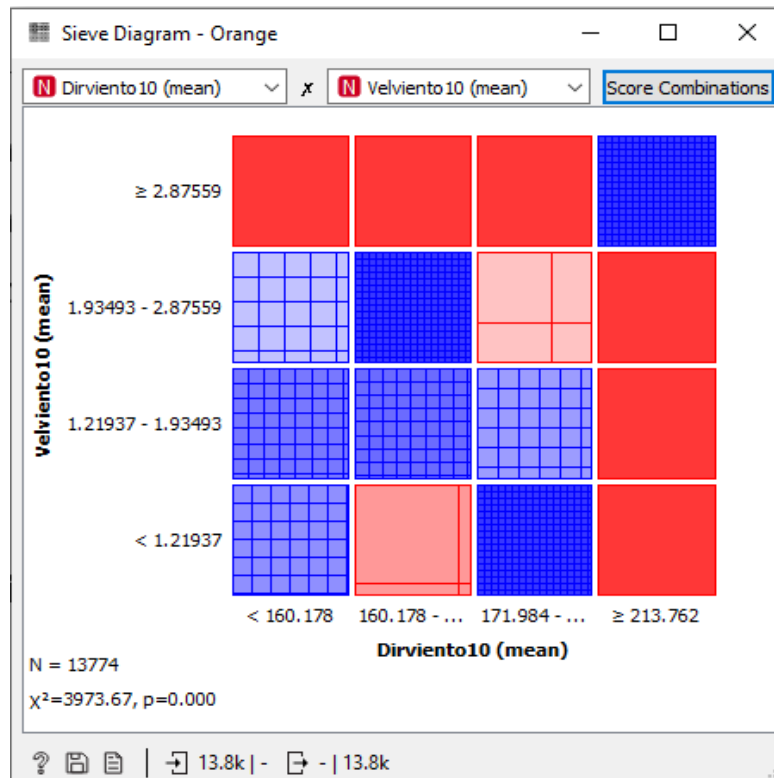 Sieve Diagram - Orange
N Dirviento10 (mean) x N Velviento10 (mean) Score Combinations
≥ 2.87559
1.93493 - 2.87559
1.21937 - 1.93493
< 1.21937
Velviento10 (mean)
< 160.178 160.178 - ... 171.984 - ... ≥ 213.762
Dirviento10 (mean)
N = 13774
χ²=3973.67, p=0.000
? 13.8k | - - | 13.8k